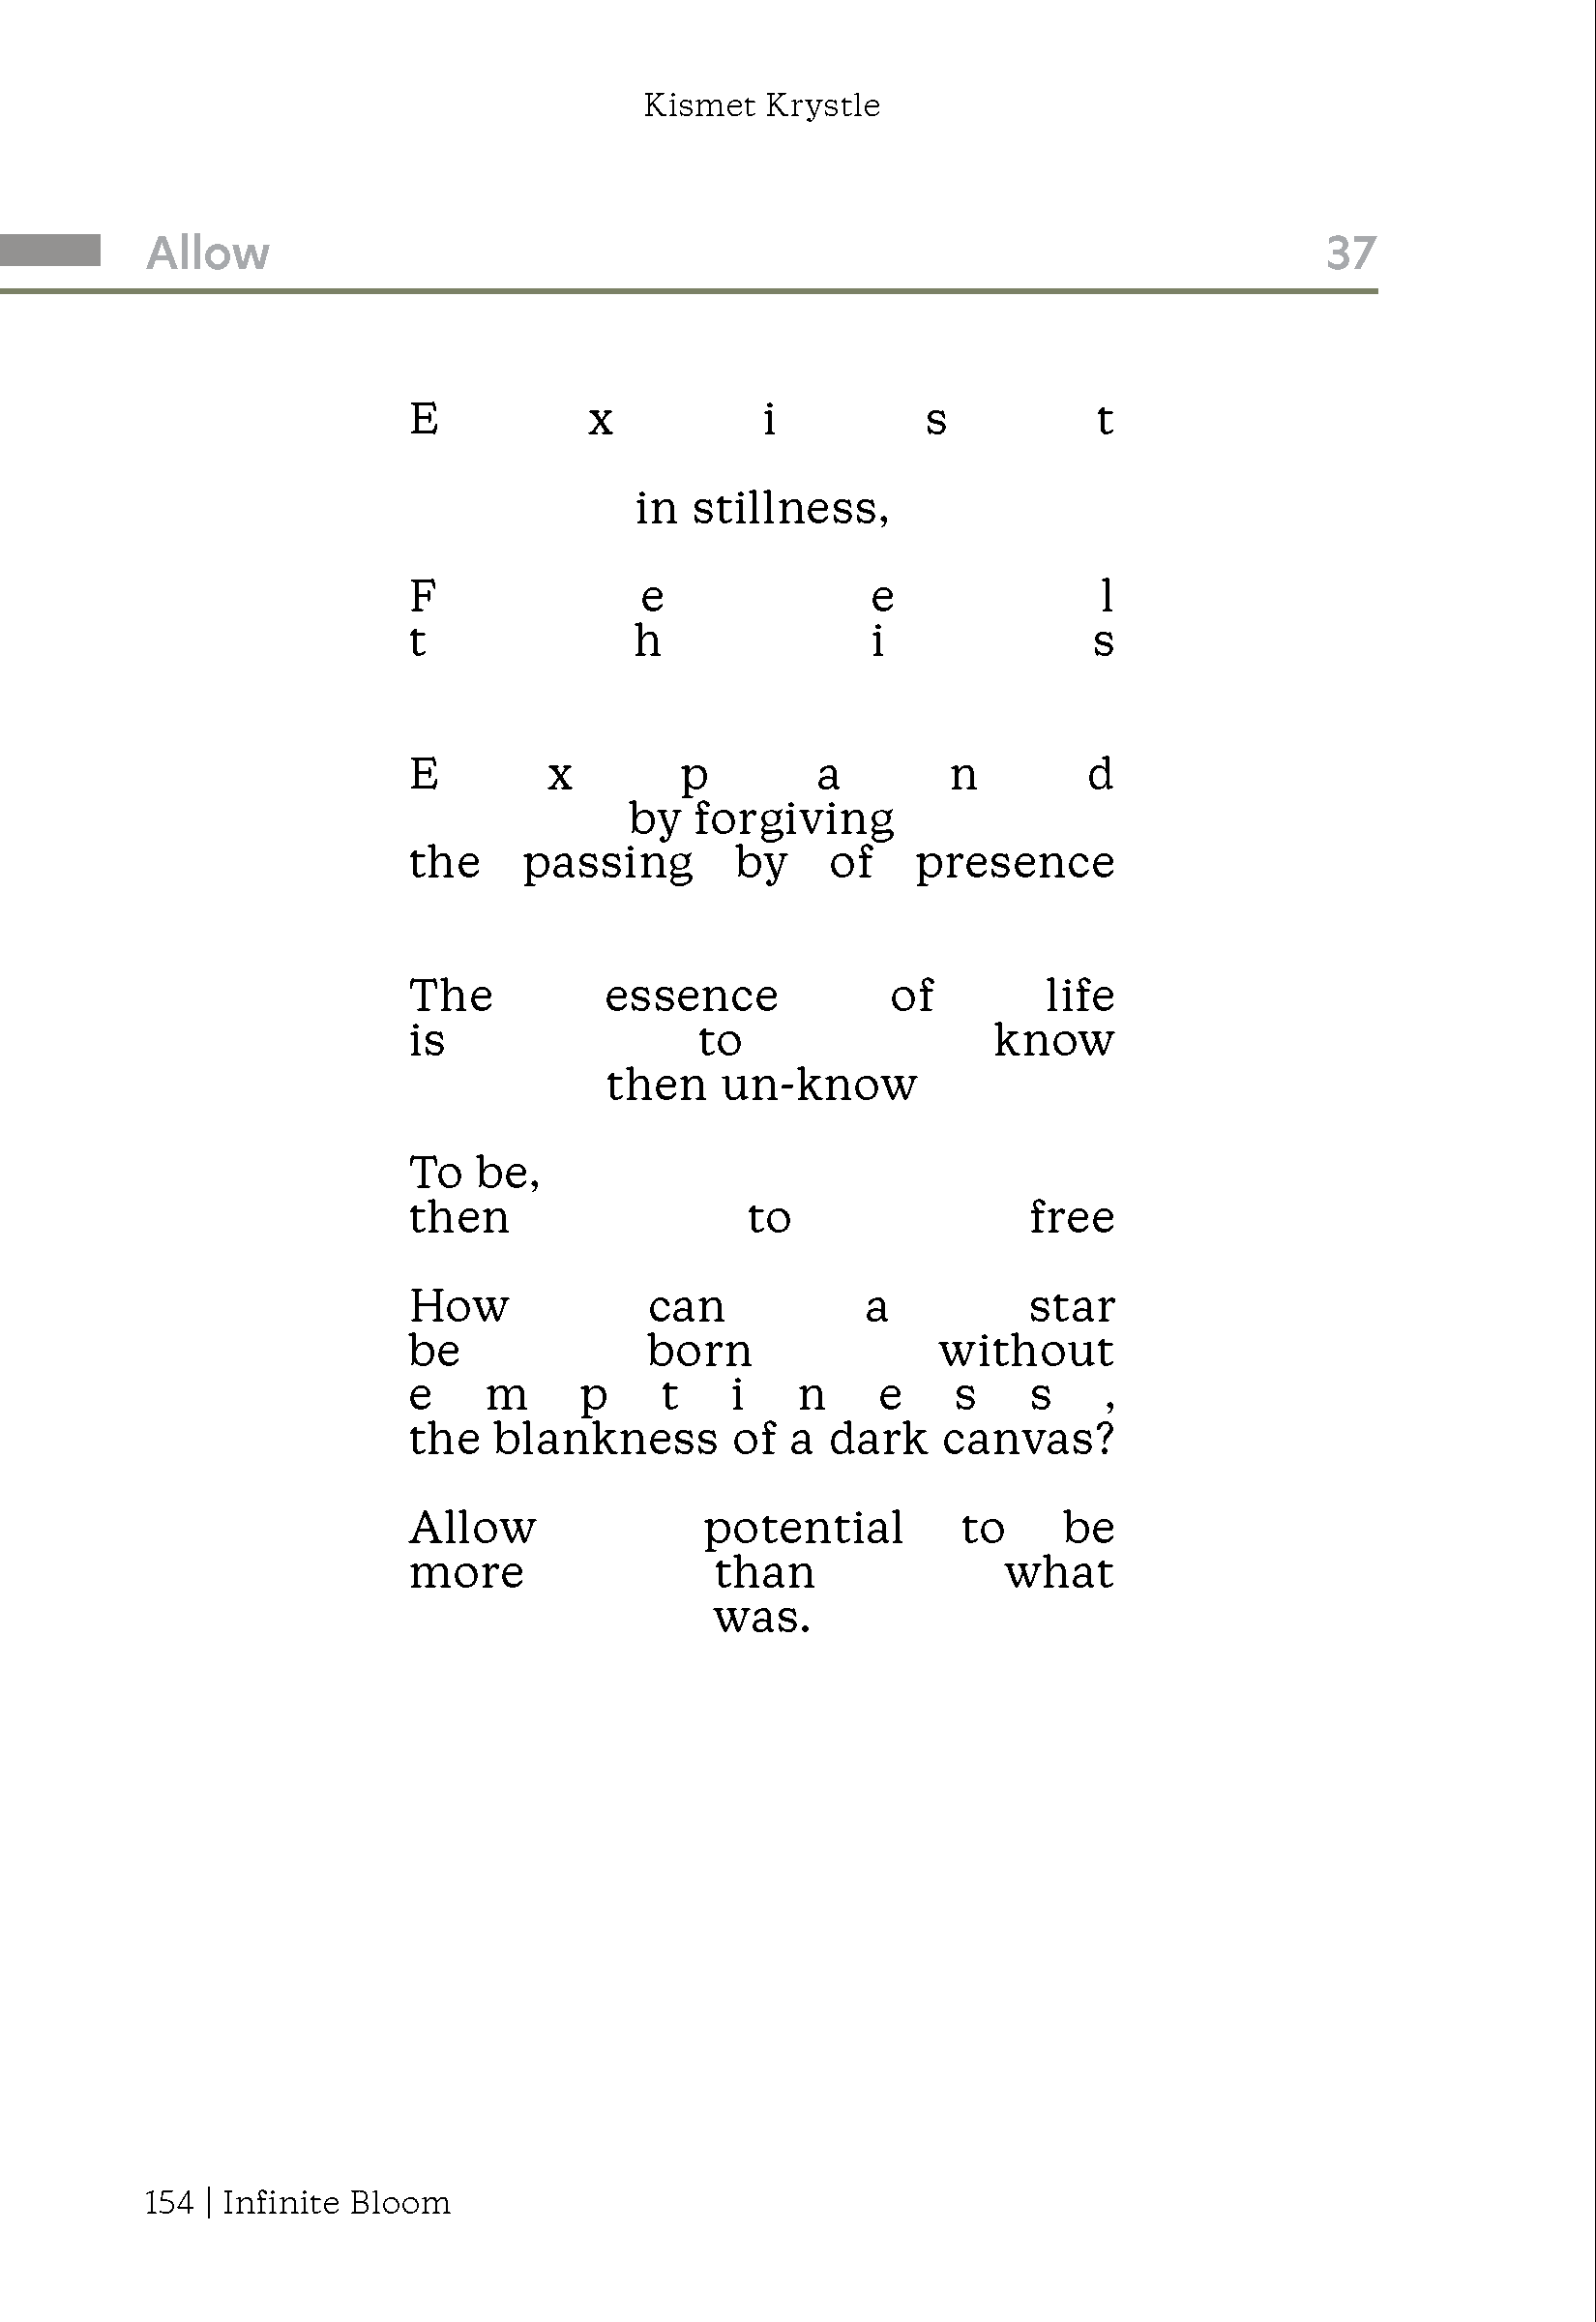 Kismet Krystle
Allow 37
E x i s t
in stillness,
F e e l
t h i s
E x p a n d
by forgiving
the passing by of presence
The essence of life
is to know
then un-know
To be,
then to free
How can a star
be born without
e m p t i n e s s ,
the blankness of a dark canvas?
Allow potential to be
more than what
was.
154 | Infinite Bloom